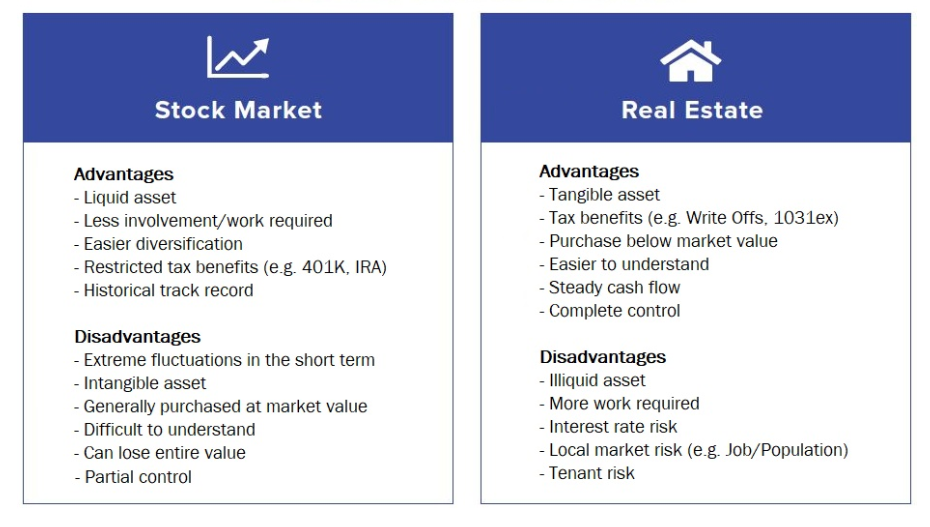 Stock Market
Advantages
- Liquid asset
- Less involvement/work required
- Easier diversification
- Restricted tax benefits (e.g. 401K, IRA)
- Historical track record
Disadvantages
- Extreme fluctuations in the short term
- Intangible asset
- Generally purchased at market value
- Difficult to understand
- Can lose entire value
- Partial control
Real Estate
Advantages
- Tangible asset
- Tax benefits (e.g. Write Offs, 1031ex)
- Purchase below market value
- Easier to understand
- Steady cash flow
- Complete control
Disadvantages
- Illiquid asset
- More work required
- Interest rate risk
- Local market risk (e.g. Job/Population)
- Tenant risk